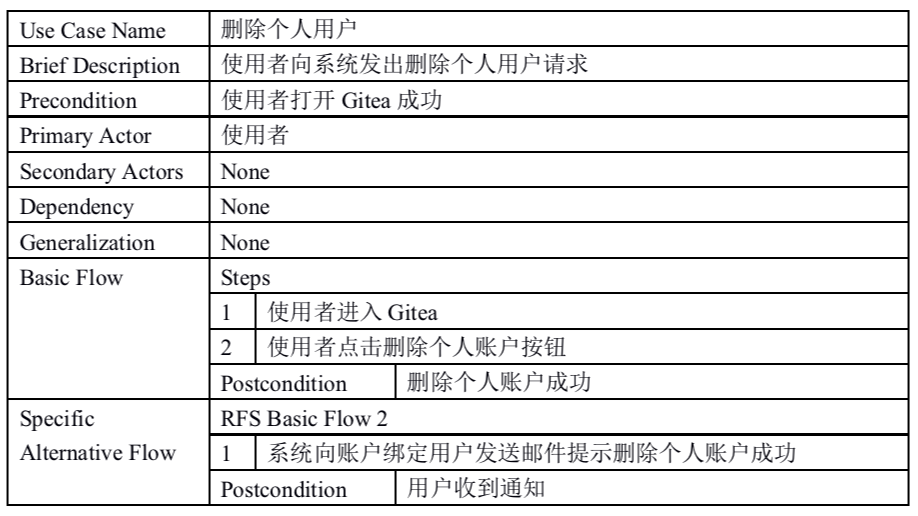 Use Case Name 删除个人用户
Brief Description 使用者向系统发出删除个人用户请求
Precondition 使用者打开 Gitea 成功
Primary Actor 使用者
Secondary Actors None
Dependency None
Generalization None
Basic Flow Steps
1 使用者进入 Gitea
2 使用者点击删除个人账户按钮
Postcondition 删除个人账户成功
Specific RFS Basic Flow 2
Alternative Flow 1 系统向账户绑定用户发送邮件提示删除个人账户成功
Postcondition 用户收到通知